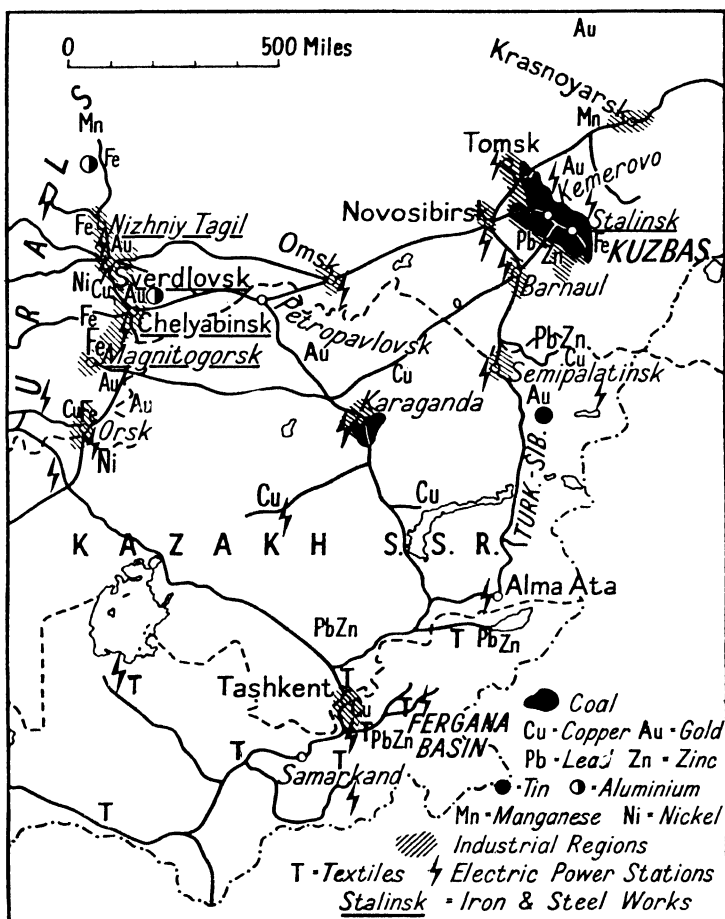 0 500 Miles
Au
Krasnoyarsk
Mn
URALS
Mn
Fe
Tomsk
Au
Kemerovo
Fe
Nizhniy Tagil
Au
Novosibirsk
Stalinsk
Pb
Zn
Fe
KUZBAS
Omsk
Ni
Cu
Sverdlovsk
Au
Barnaul
Fe
Chelyabinsk
Petropavlovsk
Fe
Magnitogorsk
Au
PbZn
Cu
Semipalatinsk
Au
Cu
Au
Karaganda
Au
CuFe
Orsk
Ni
TURK-SIB.
Cu
Cu
KAZAKH S.S.R.
Alma Ata
PbZn
T
PbZn
T
T
Tashkent
Cu
T
T
PbZn
FERGANA
BASIN
T
T
Samarkand
T
Coal
Cu - Copper Au - Gold
Pb - Lead Zn - Zinc
- Tin - Aluminium
Mn - Manganese Ni - Nickel
Industrial Regions
T - Textiles Electric Power Stations
Stalinsk = Iron & Steel Works